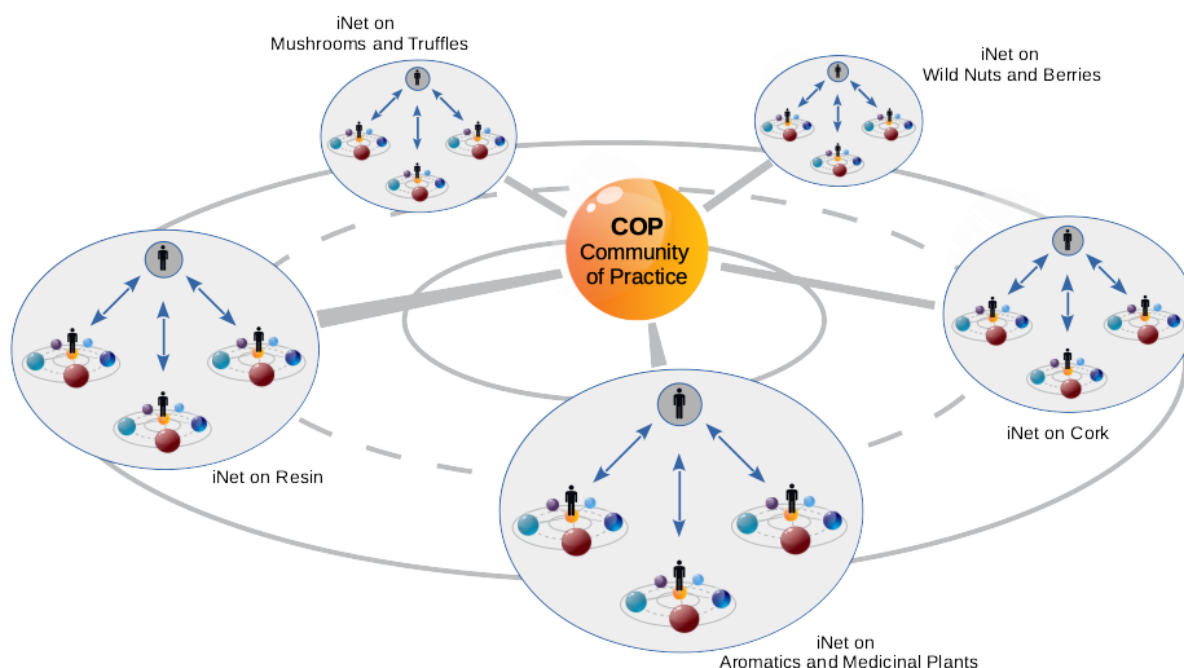 iNet on
Mushrooms and Truffles
iNet on
Wild Nuts and Berries
COP
Community
of Practice
iNet on Cork
iNet on Resin
iNet on
Aromatics and Medicinal Plants